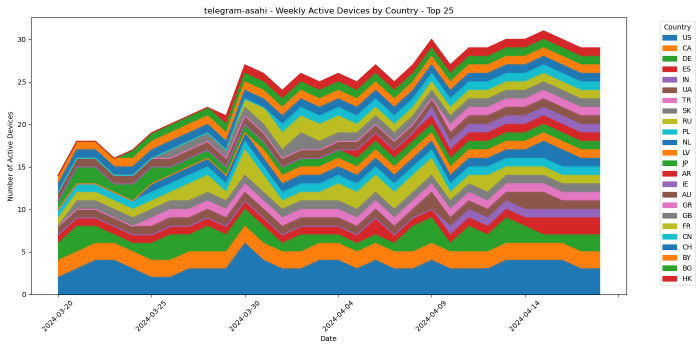 telegram-asahi - Weekly Active Devices by Country - Top 25
Number of Active Devices
30
25
20
15
10
5
0
2024-03-20
2024-03-25
2024-03-30
2024-04-04
2024-04-09
2024-04-14
Date
Country
US
CA
DE
ES
IN
UA
TR
SK
RU
PL
NL
LV
JP
AR
IE
AU
GR
GB
FR
CN
CH
BY
BG
HK